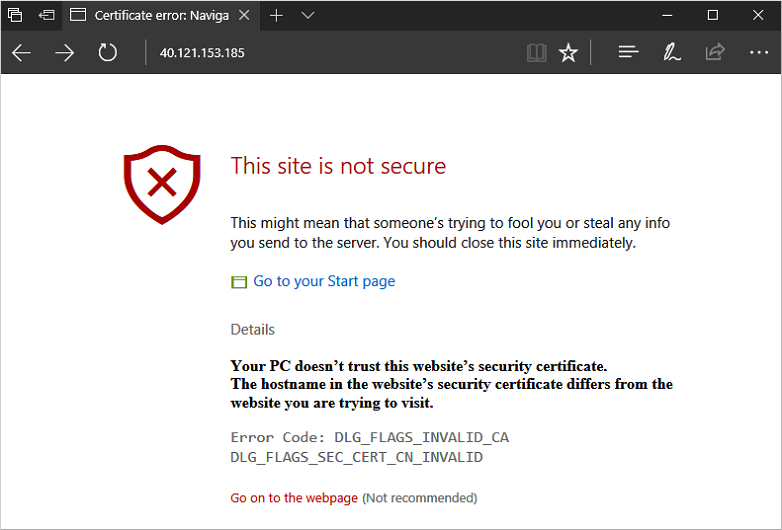 Certificate error: Naviga
40.121.153.185
This site is not secure
This might mean that someone’s trying to fool you or steal any info
you send to the server. You should close this site immediately.
Go to your Start page
Details
Your PC doesn’t trust this website’s security certificate.
The hostname in the website’s security certificate differs from the
website you are trying to visit.
Error Code: DLG_FLAGS_INVALID_CA
DLG_FLAGS_SEC_CERT_CN_INVALID
Go on to the webpage (Not recommended)